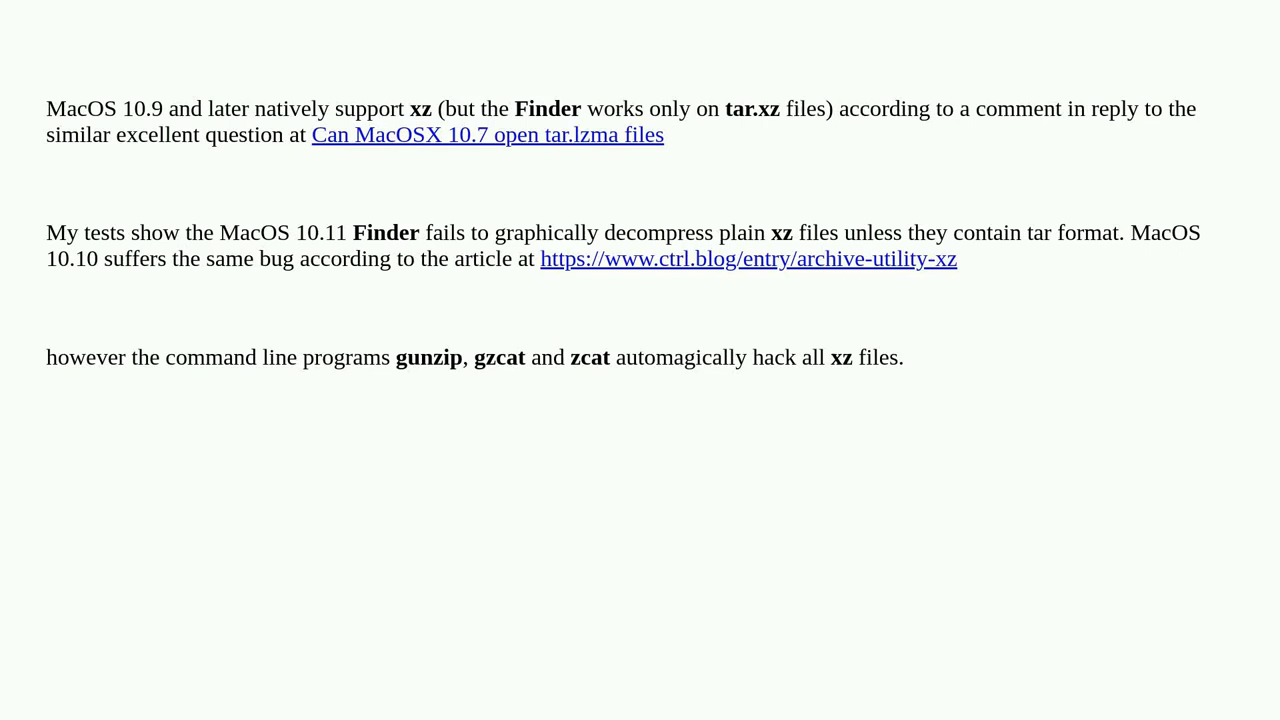 MacOS 10.9 and later natively support xz (but the Finder works only on tar.xz files) according to a comment in reply to the
similar excellent question at Can MacOSX 10.7 open tar.lzma files
My tests show the MacOS 10.11 Finder fails to graphically decompress plain xz files unless they contain tar format. MacOS
10.10 suffers the same bug according to the article at https://www.ctrl.blog/entry/archive-utility-xz
however the command line programs gunzip, gzcat and zcat automagically hack all xz files.